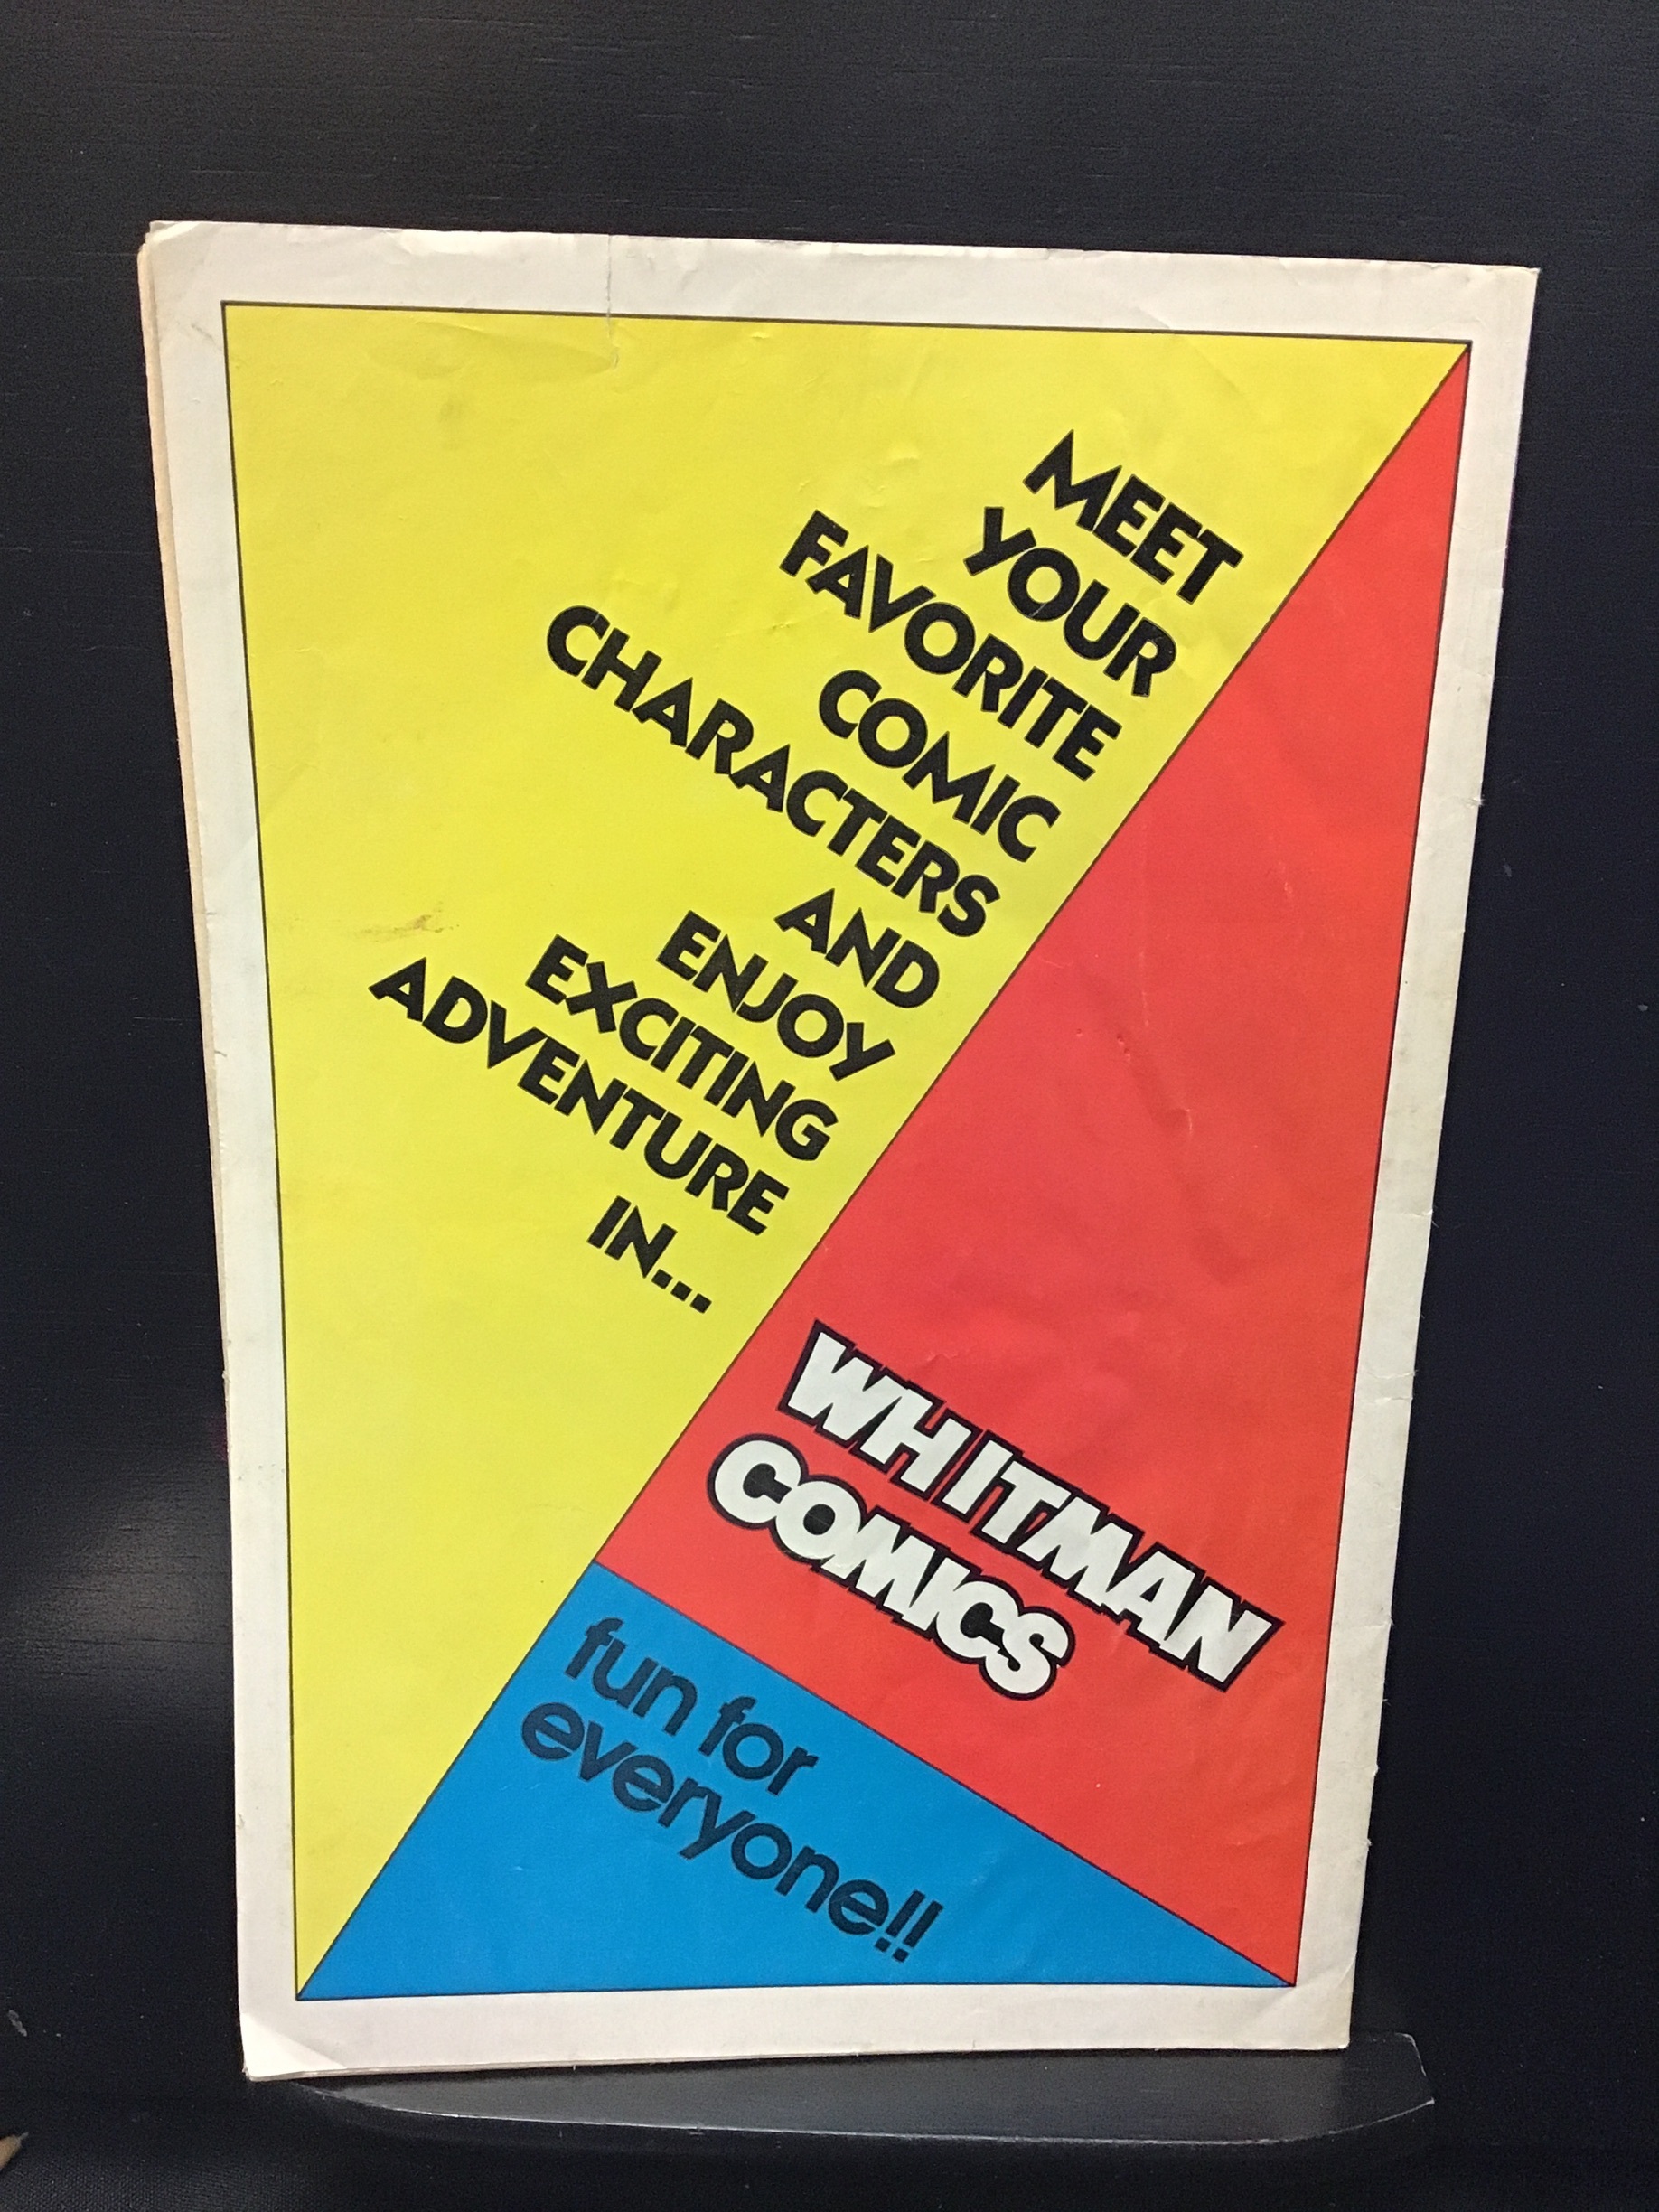 MEET
YOUR
FAVORITE
COMIC
CHARACTERS
AND
ENJOY
EXCITING
ADVENTURE
IN...
WHITMAN
COMICS
fun for
everyone!!